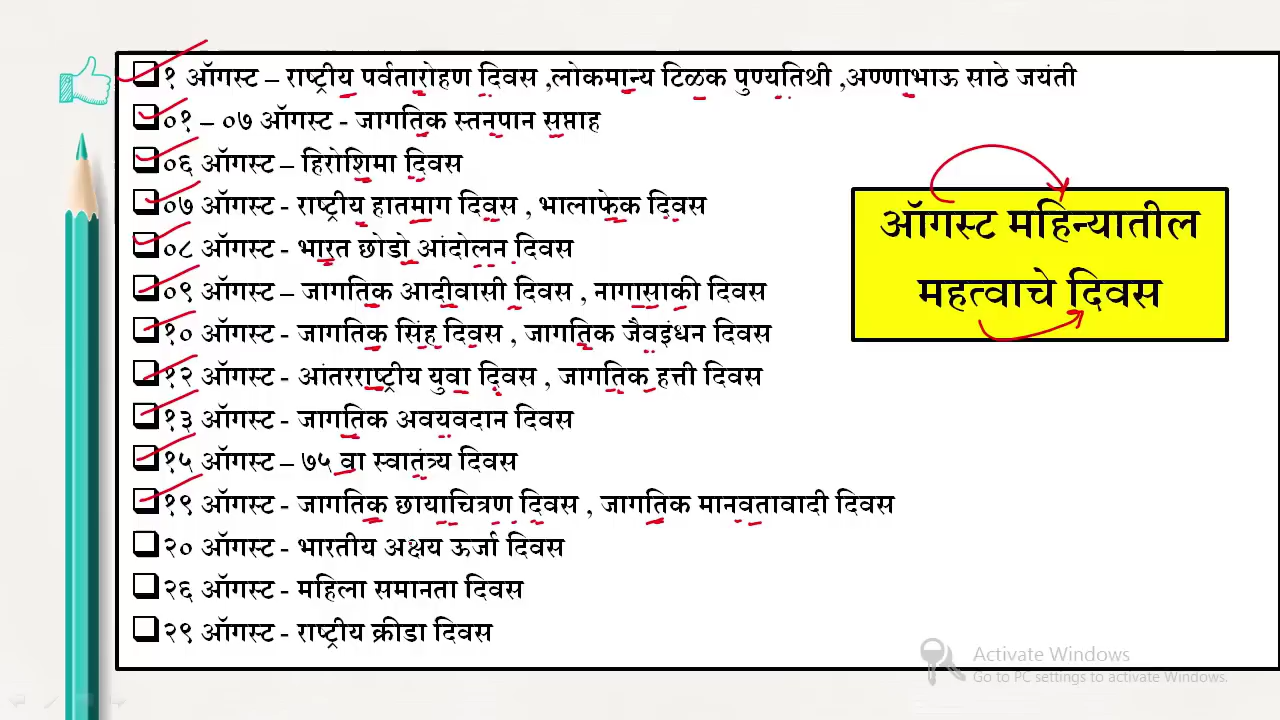 १ ऑगस्ट – राष्ट्रीय पर्वतारोहण दिवस ,लोकमान्य टिळक पुण्यतिथी ,अण्णाभाऊ साठे जयंती
०१ – ०७ ऑगस्ट - जागतिक स्तनपान सप्ताह
०६ ऑगस्ट – हिरोशिमा दिवस
०७ ऑगस्ट - राष्ट्रीय हातमाग दिवस , भालाफेक दिवस
०८ ऑगस्ट - भारत छोडो आंदोलन दिवस
०९ ऑगस्ट – जागतिक आदीवासी दिवस , नागासाकी दिवस
१० ऑगस्ट - जागतिक सिंह दिवस , जागतिक जैवइंधन दिवस
१२ ऑगस्ट - आंतरराष्ट्रीय युवा दिवस , जागतिक हत्ती दिवस
१३ ऑगस्ट - जागतिक अवयवदान दिवस
१५ ऑगस्ट – ७५ वा स्वातंत्र्य दिवस
१९ ऑगस्ट - जागतिक छायाचित्रण दिवस , जागतिक मानवतावादी दिवस
२० ऑगस्ट - भारतीय अक्षय ऊर्जा दिवस
२६ ऑगस्ट - महिला समानता दिवस
२९ ऑगस्ट - राष्ट्रीय क्रीडा दिवस
ऑगस्ट महिन्यातील
महत्वाचे दिवस
Activate Windows
Go to PC settings to activate Windows.